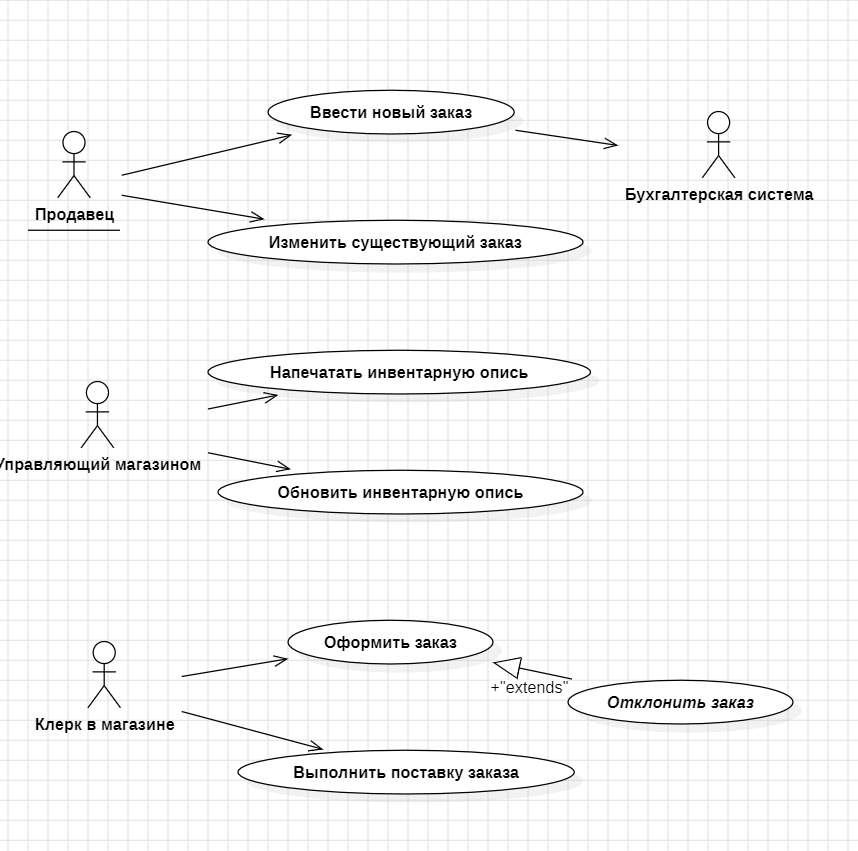 Ввести новый заказ
Бухгалтерская система
Продавец
Изменить существующий заказ
Напечатать инвентарную опись
Управляющий магазином
Обновить инвентарную опись
Оформить заказ
+"extends"
Отклонить заказ
Клерк в магазине
Выполнить поставку заказа